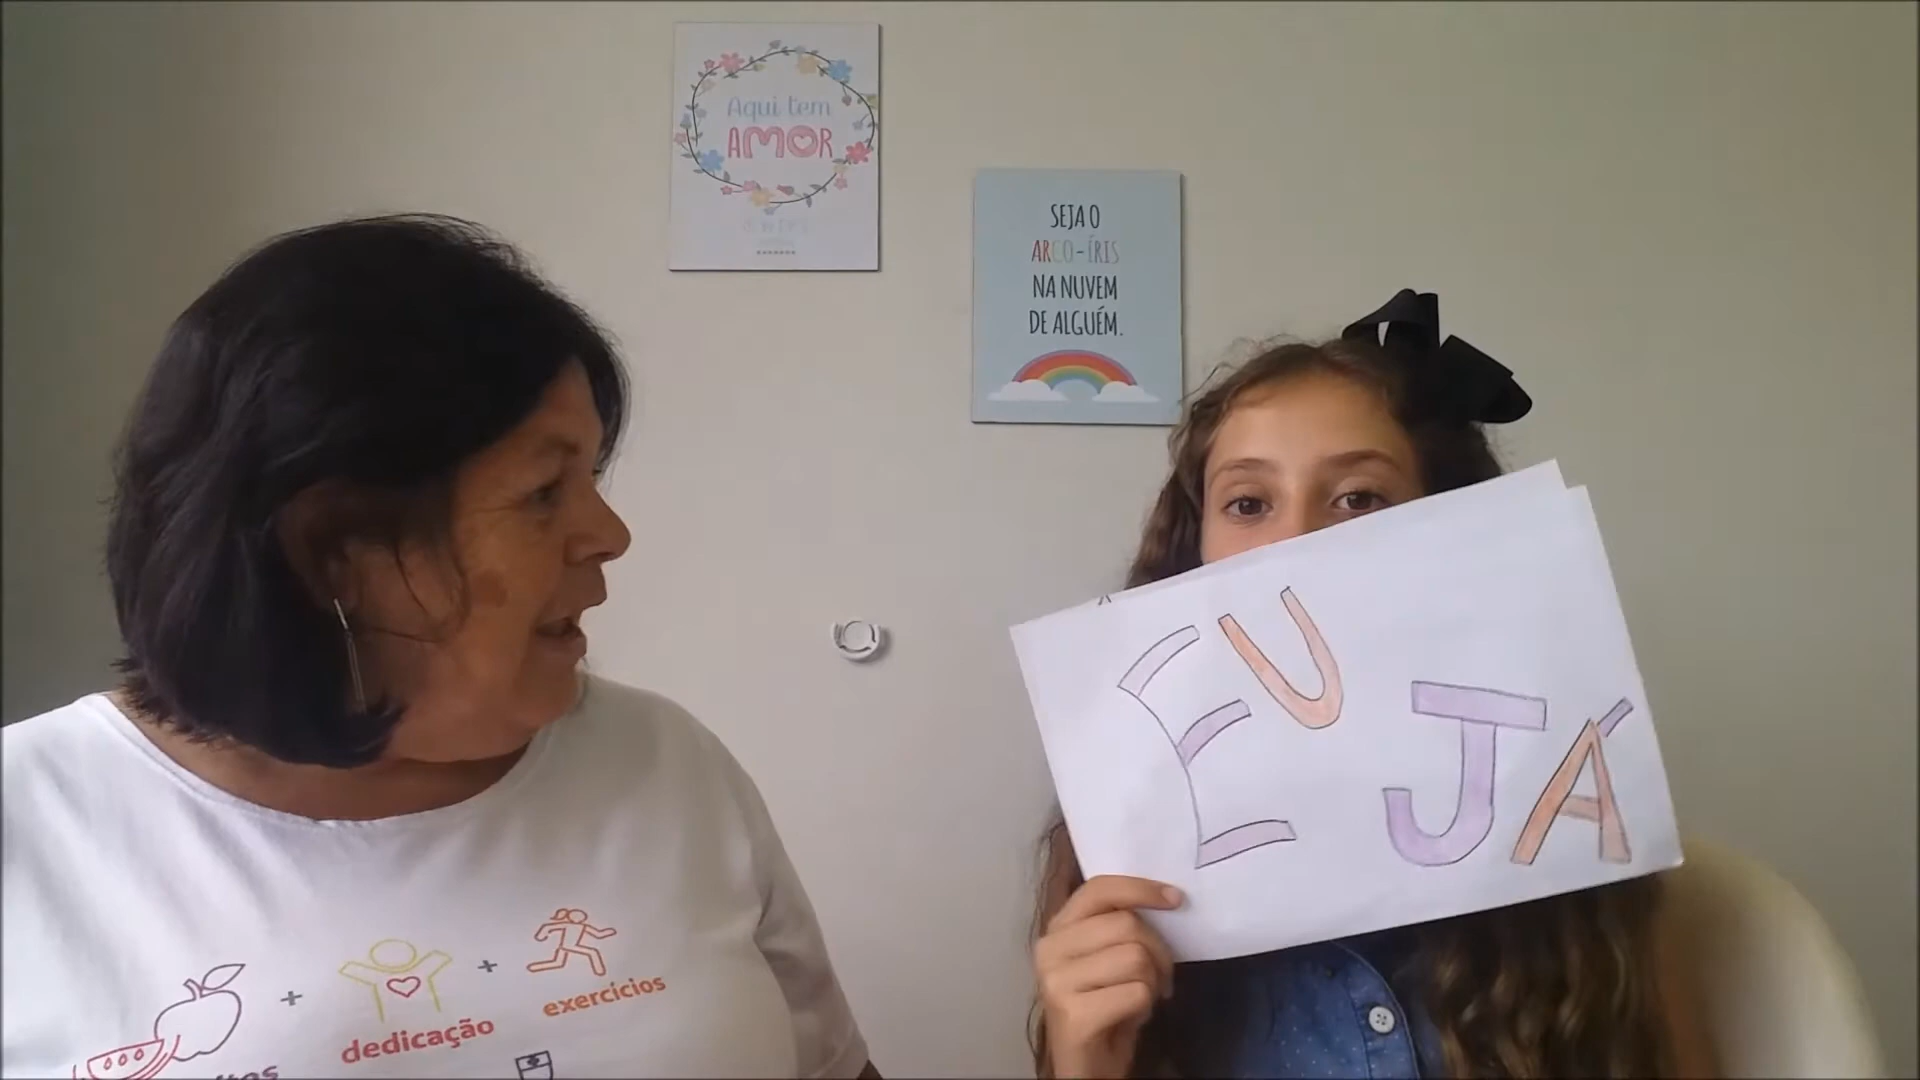 Aqui tem
AMOR
SEJA O
ARCO-ÍRIS
NA NUVEM
DE ALGUÉM.
EU JÁ
+ dedicação + exercícios